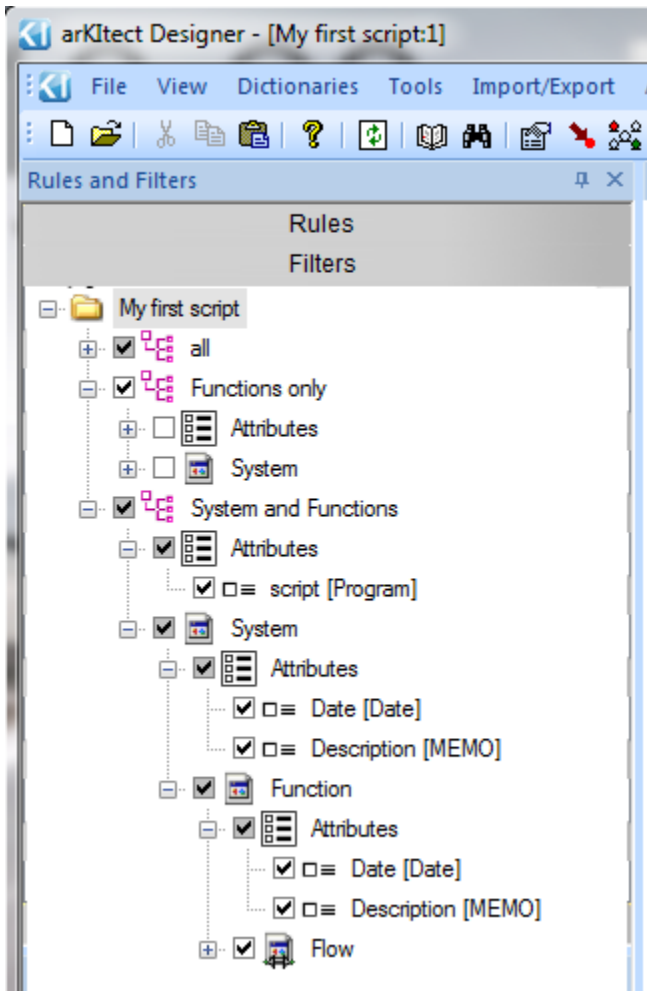 arKItect Designer - [My first script:1]
File View Dictionaries Tools Import/Export
Rules and Filters
Rules
Filters
My first script
all
Functions only
Attributes
System
System and Functions
Attributes
script [Program]
System
Attributes
Date [Date]
Description [MEMO]
Function
Attributes
Date [Date]
Description [MEMO]
Flow